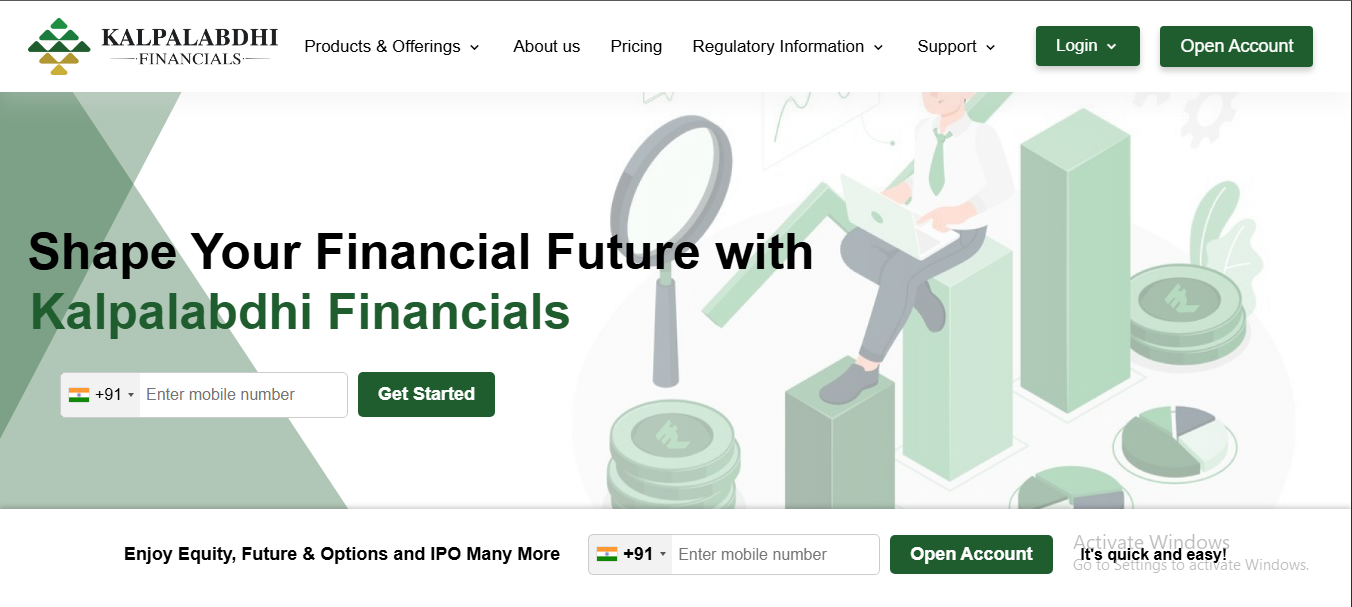 KALPALABDHI
FINANCIALS
Products & Offerings
About us
Pricing
Regulatory Information
Support
Login
Open Account
Shape Your Financial Future with
Kalpalabdhi Financials
+91
Enter mobile number
Get Started
Enjoy Equity, Future & Options and IPO Many More
+91
Enter mobile number
Open Account
It's quick and easy!
Activate Windows
Go to Settings to activate Windows.